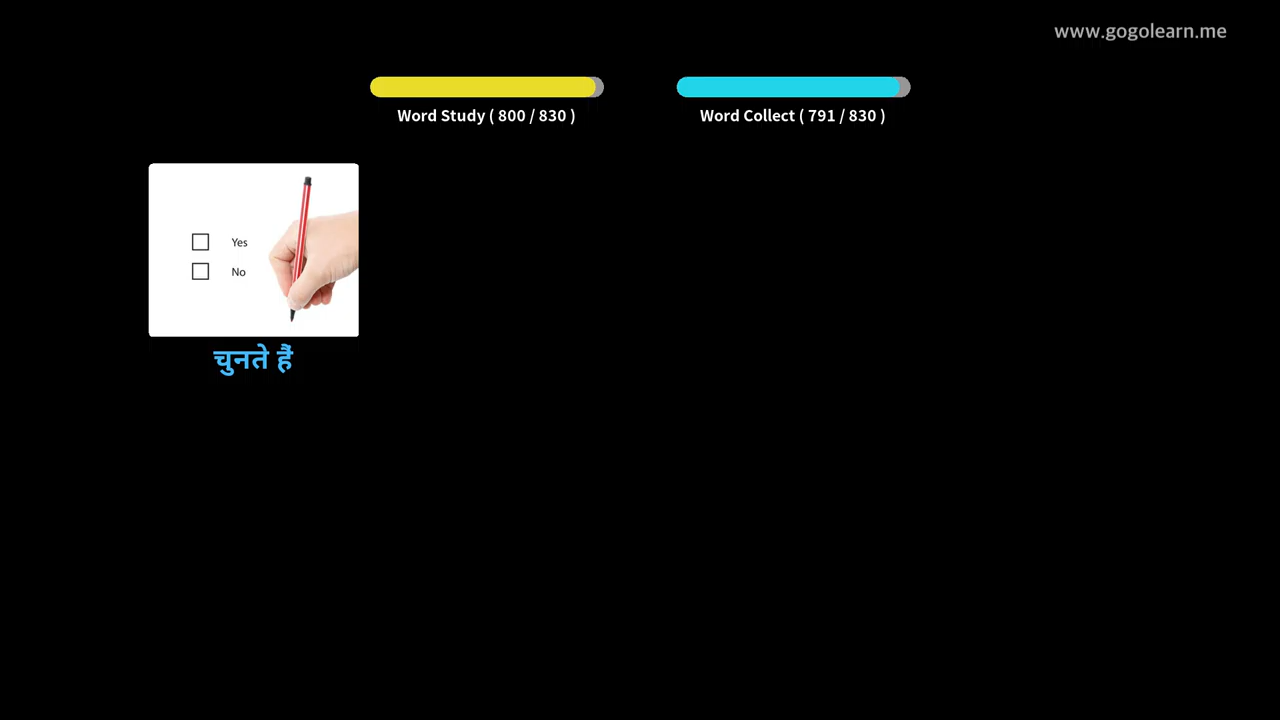 www.gogolearn.me
Word Study ( 800 / 830 )
Word Collect ( 791 / 830 )
Yes
No
चुनते हैं